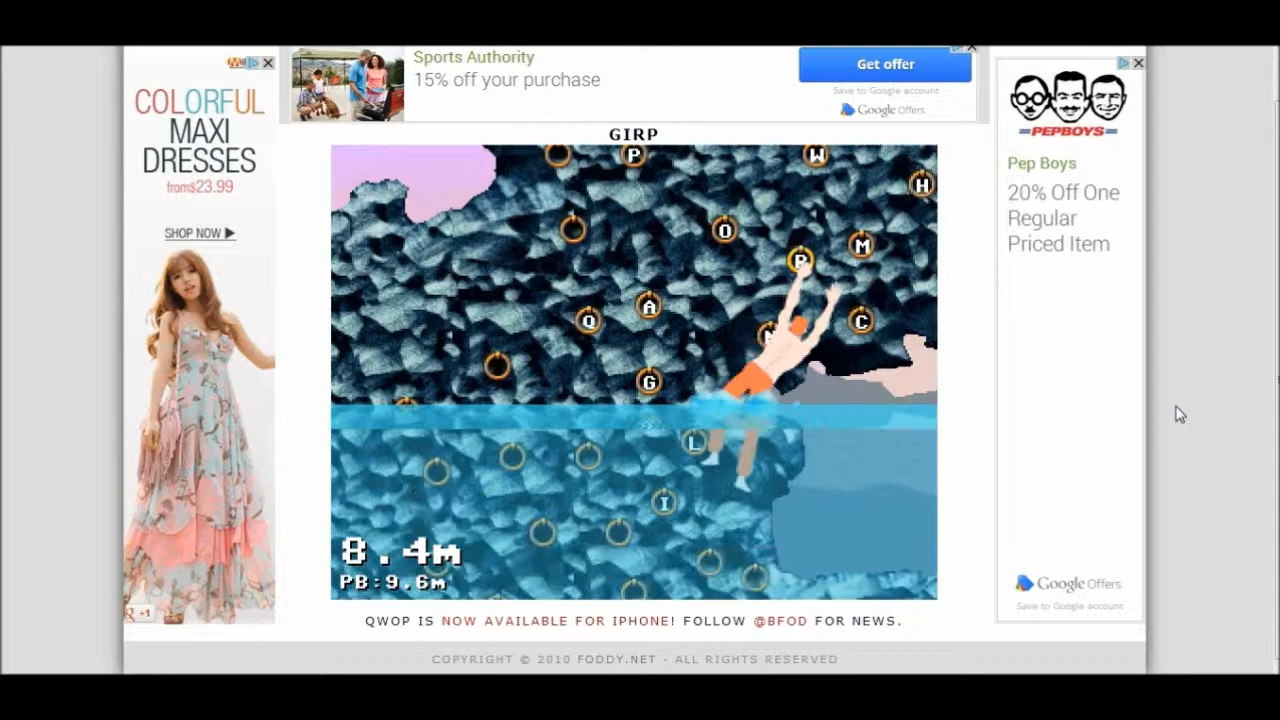 COLORFUL
MAXI
DRESSES
from $23.99
SHOP NOW
+1
Sports Authority
15% off your purchase
Get offer
Save to Google account
Google Offers
GIRP
P
W
H
O
M
R
Q
A
C
G
L
I
8.4m
PB:9.6m
QWOP IS NOW AVAILABLE FOR IPHONE! FOLLOW @BFOD FOR NEWS.
COPYRIGHT © 2010 FODDY.NET - ALL RIGHTS RESERVED
PEPBOYS
Pep Boys
20% Off One
Regular
Priced Item
Google Offers
Save to Google account